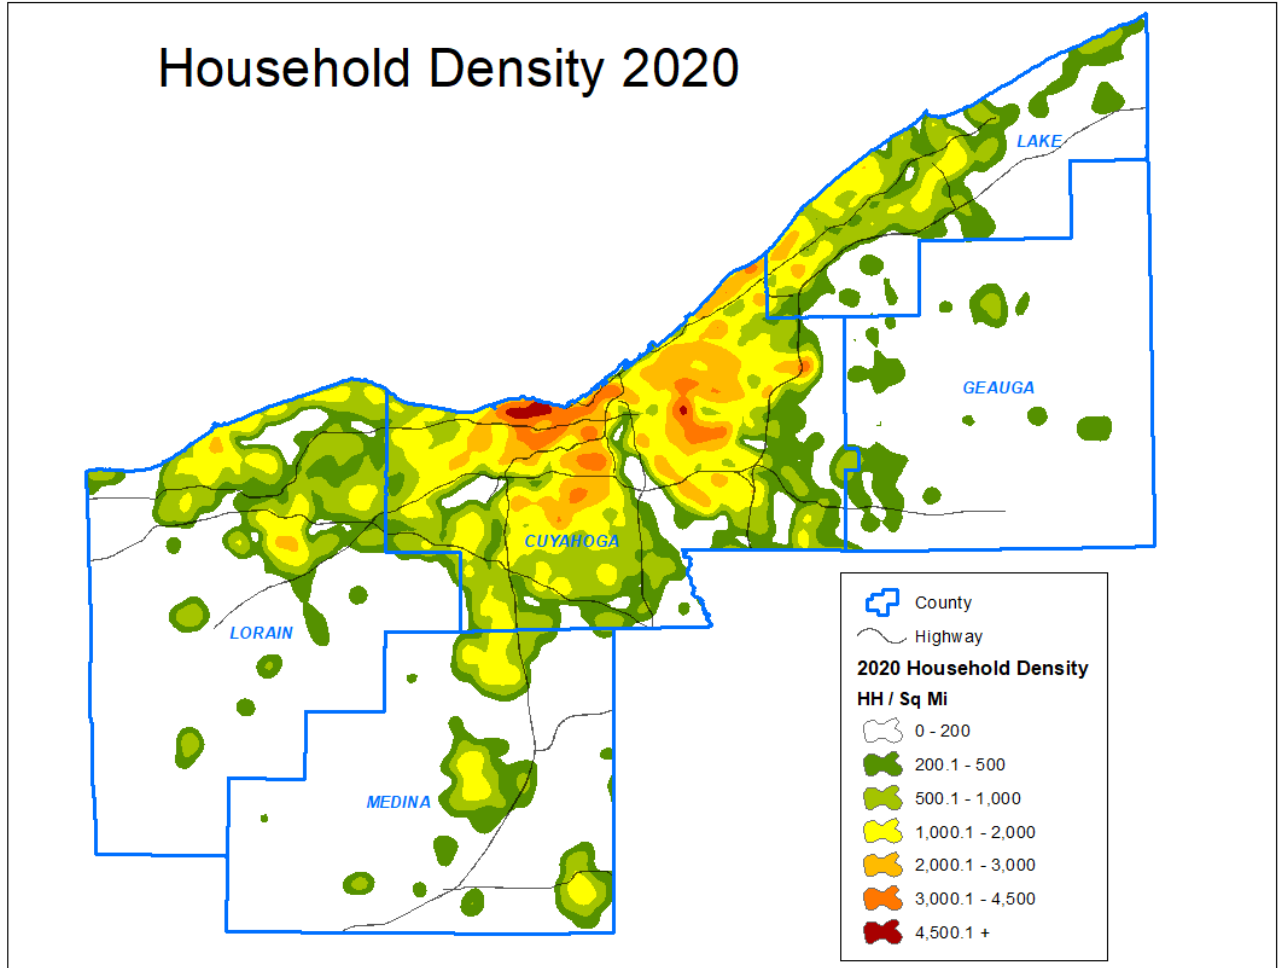 Household Density 2020
LAKE
GEAUGA
CUYAHOGA
LORAIN
MEDINA
County
Highway
2020 Household Density
HH / Sq Mi
0 - 200
200.1 - 500
500.1 - 1,000
1,000.1 - 2,000
2,000.1 - 3,000
3,000.1 - 4,500
4,500.1 +